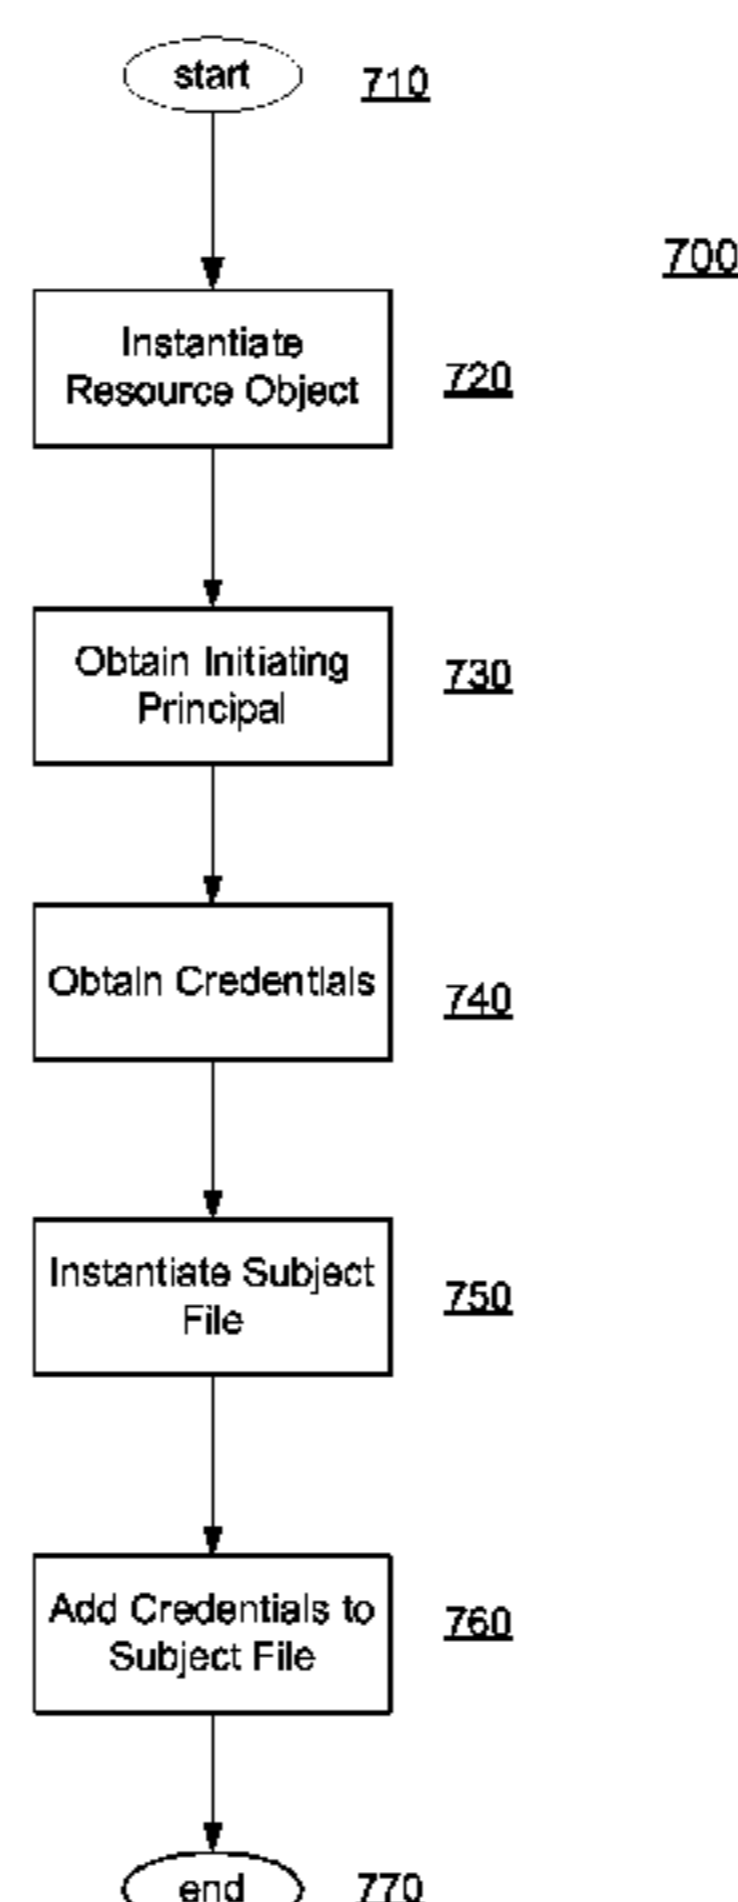 start
710
700
Instantiate
Resource Object
720
Obtain Initiating
Principal
730
Obtain Credentials
740
Instantiate Subject
File
750
Add Credentials to
Subject File
760
end
770